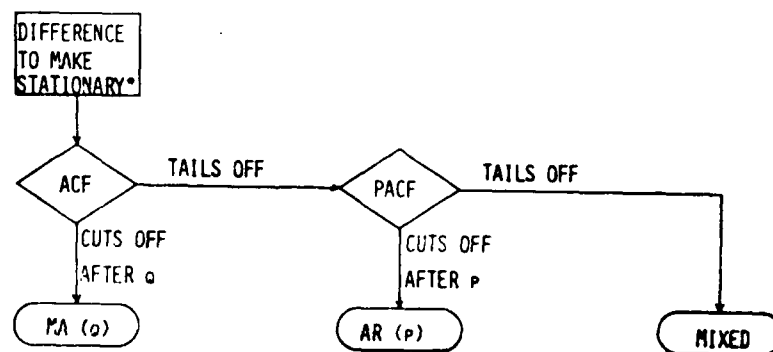 DIFFERENCE
TO MAKE
STATIONARY*
ACF
TAILS OFF
PACF
TAILS OFF
CUTS OFF
AFTER Q
CUTS OFF
AFTER P
MA (Q)
AR (P)
MIXED